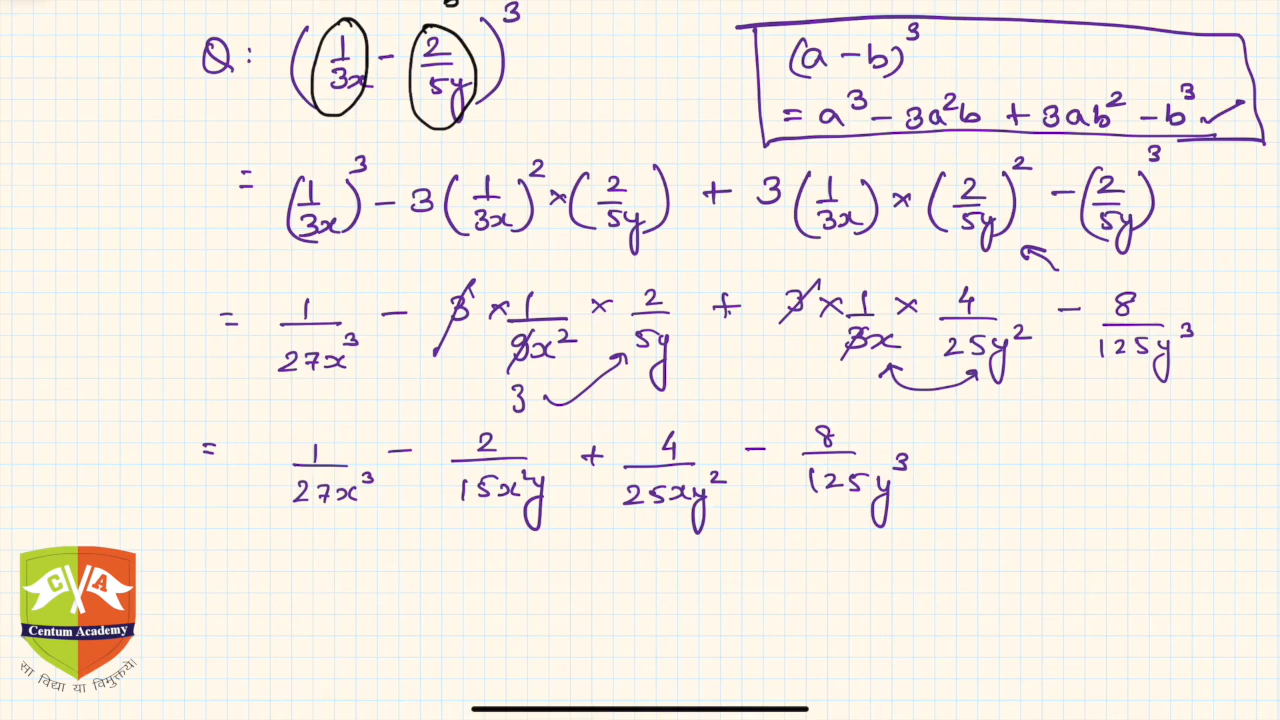 Q: (1/3x - 2/5y)³
(a - b)³
= a³ - 3a²b + 3ab² - b³ ✓
= (1/3x)³ - 3(1/3x)² × (2/5y) + 3(1/3x) × (2/5y)² - (2/5y)³
= 1/27x³ - 3 × 1/9x² × 2/5y + 3 × 1/3x × 4/25y² - 8/125y³
3
= 1/27x³ - 2/15x²y + 4/25xy² - 8/125y³
C A
Centum Academy
सा विद्या या विमुक्तये।